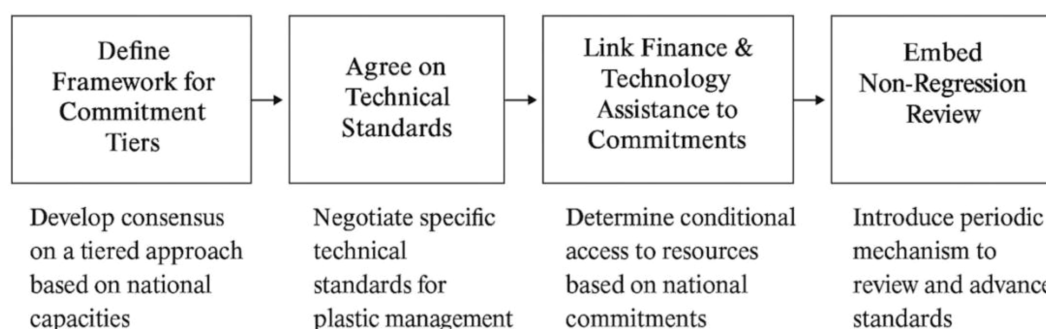 Define
Framework for
Commitment
Tiers
Agree on
Technical
Standards
Link Finance &
Technology
Assistance to
Commitments
Embed
Non-Regression
Review
Develop consensus
on a tiered approach
based on national
capacities
Negotiate specific
technical
standards for
plastic management
Determine conditional
access to resources
based on national
commitments
Introduce periodic
mechanism to
review and advance
standards